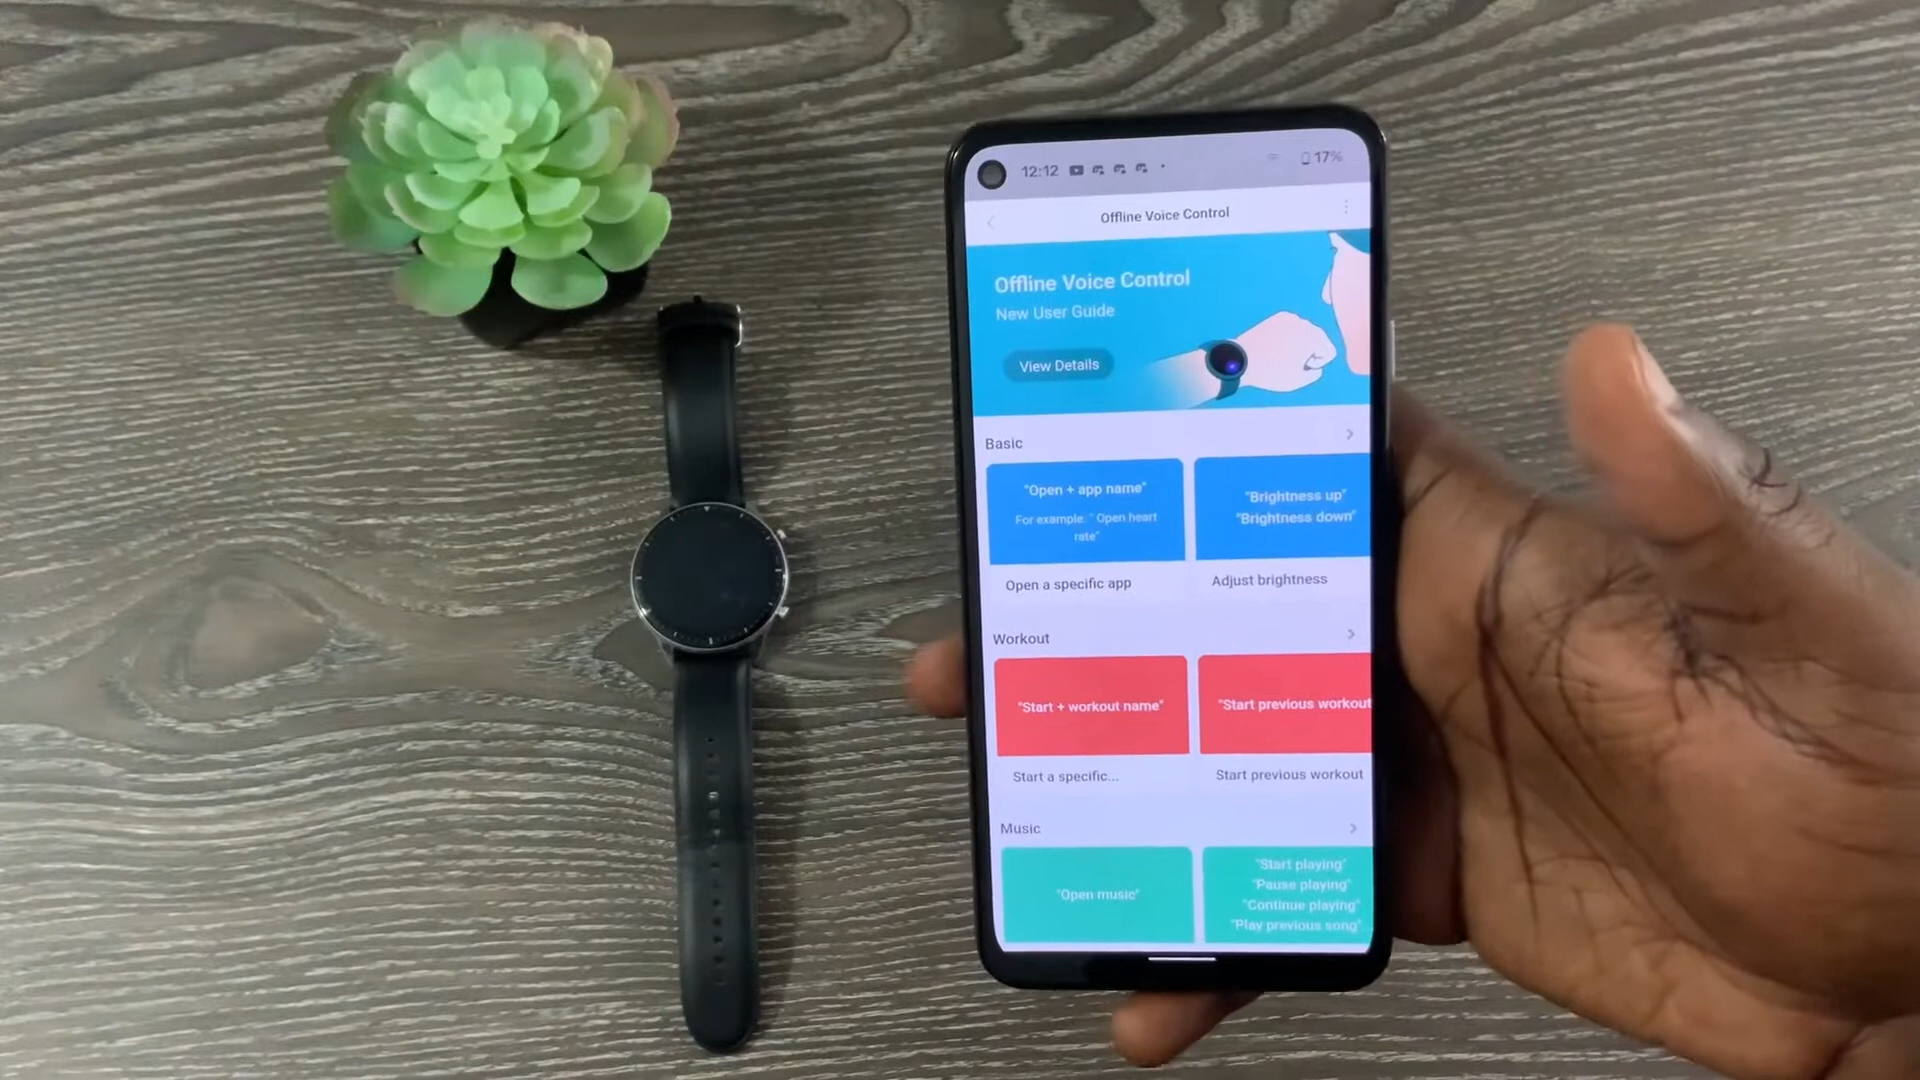 12:12
17%
Offline Voice Control
Offline Voice Control
New User Guide
View Details
Basic
"Open + app name"
For example: " Open heart
rate"
"Brightness up"
"Brightness down"
Open a specific app
Adjust brightness
Workout
"Start + workout name"
"Start previous workout
Start a specific...
Start previous workout
Music
"Open music"
"Start playing"
"Pause playing"
"Continue playing"
"Play previous song"